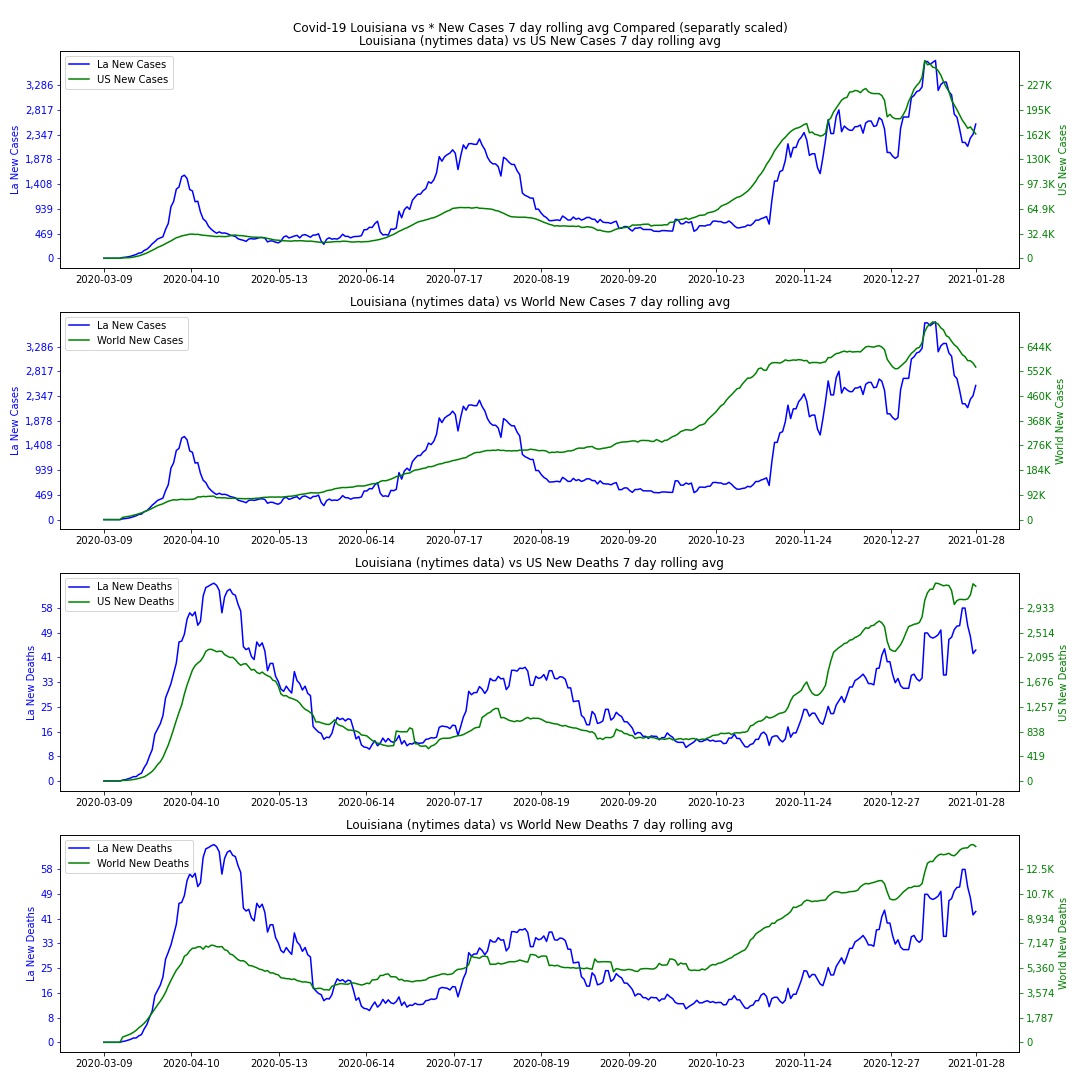 Covid-19 Louisiana vs * New Cases 7 day rolling avg Compared (separatly scaled)
Louisiana (nytimes data) vs US New Cases 7 day rolling avg
La New Cases
US New Cases
3,286
2,817
2,347
1,878
1,408
939
469
0
La New Cases
227K
195K
162K
130K
97.3K
64.9K
32.4K
0
US New Cases
2020-03-09 2020-04-10 2020-05-13 2020-06-14 2020-07-17 2020-08-19 2020-09-20 2020-10-23 2020-11-24 2020-12-27 2021-01-28
Louisiana (nytimes data) vs World New Cases 7 day rolling avg
La New Cases
World New Cases
3,286
2,817
2,347
1,878
1,408
939
469
0
La New Cases
644K
552K
460K
368K
276K
184K
92K
0
World New Cases
2020-03-09 2020-04-10 2020-05-13 2020-06-14 2020-07-17 2020-08-19 2020-09-20 2020-10-23 2020-11-24 2020-12-27 2021-01-28
Louisiana (nytimes data) vs US New Deaths 7 day rolling avg
La New Deaths
US New Deaths
58
49
41
33
25
16
8
0
La New Deaths
2,933
2,514
2,095
1,676
1,257
838
419
0
US New Deaths
2020-03-09 2020-04-10 2020-05-13 2020-06-14 2020-07-17 2020-08-19 2020-09-20 2020-10-23 2020-11-24 2020-12-27 2021-01-28
Louisiana (nytimes data) vs World New Deaths 7 day rolling avg
La New Deaths
World New Deaths
58
49
41
33
25
16
8
0
La New Deaths
12.5K
10.7K
8,934
7,147
5,360
3,574
1,787
0
World New Deaths
2020-03-09 2020-04-10 2020-05-13 2020-06-14 2020-07-17 2020-08-19 2020-09-20 2020-10-23 2020-11-24 2020-12-27 2021-01-28